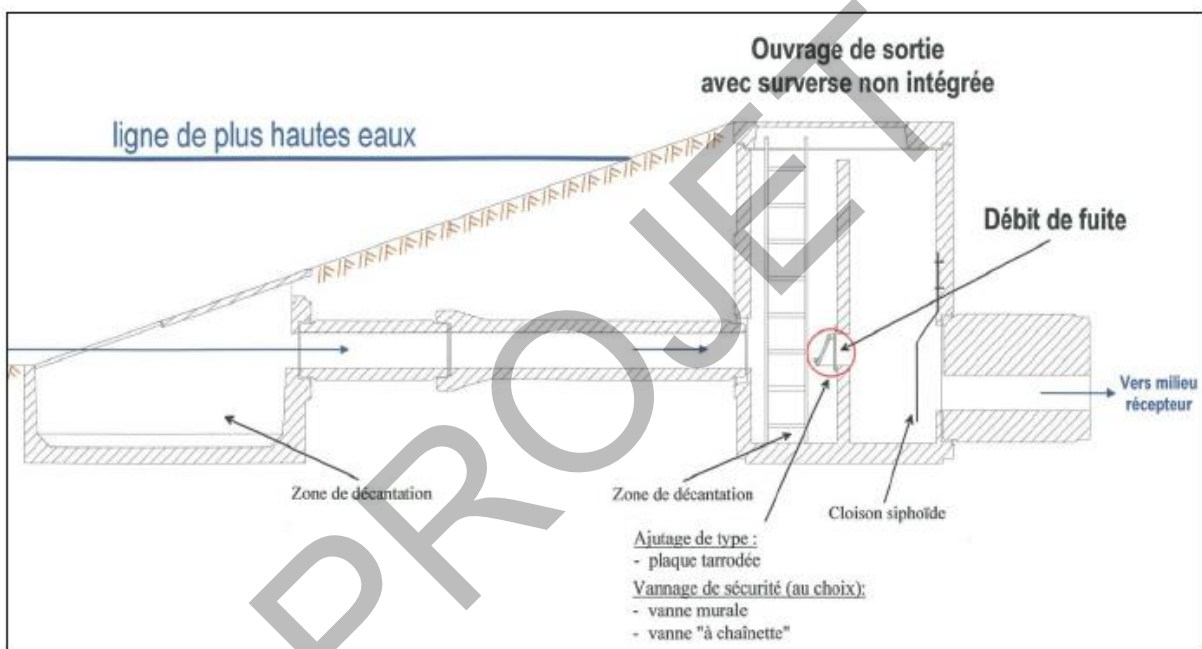 Ouvrage de sortie
avec surverse non intégrée
ligne de plus hautes eaux
Débit de fuite
Vers milieu
récepteur
Zone de décantation
Zone de décantation
Cloison siphoïde
Ajutage de type :
- plaque tarrodée
Vannage de sécurité (au choix):
- vanne murale
- vanne "à chaînette"
PROJET